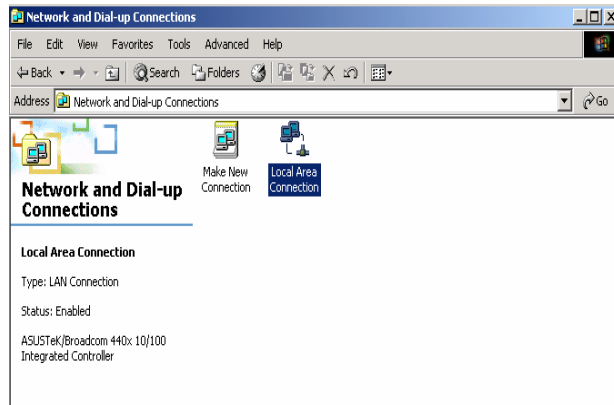 Network and Dial-up Connections
File Edit View Favorites Tools Advanced Help
Back Search Folders
Address Network and Dial-up Connections Go
Make New Connection
Local Area Connection
Network and Dial-up
Connections
Local Area Connection
Type: LAN Connection
Status: Enabled
ASUSTeK/Broadcom 440x 10/100
Integrated Controller